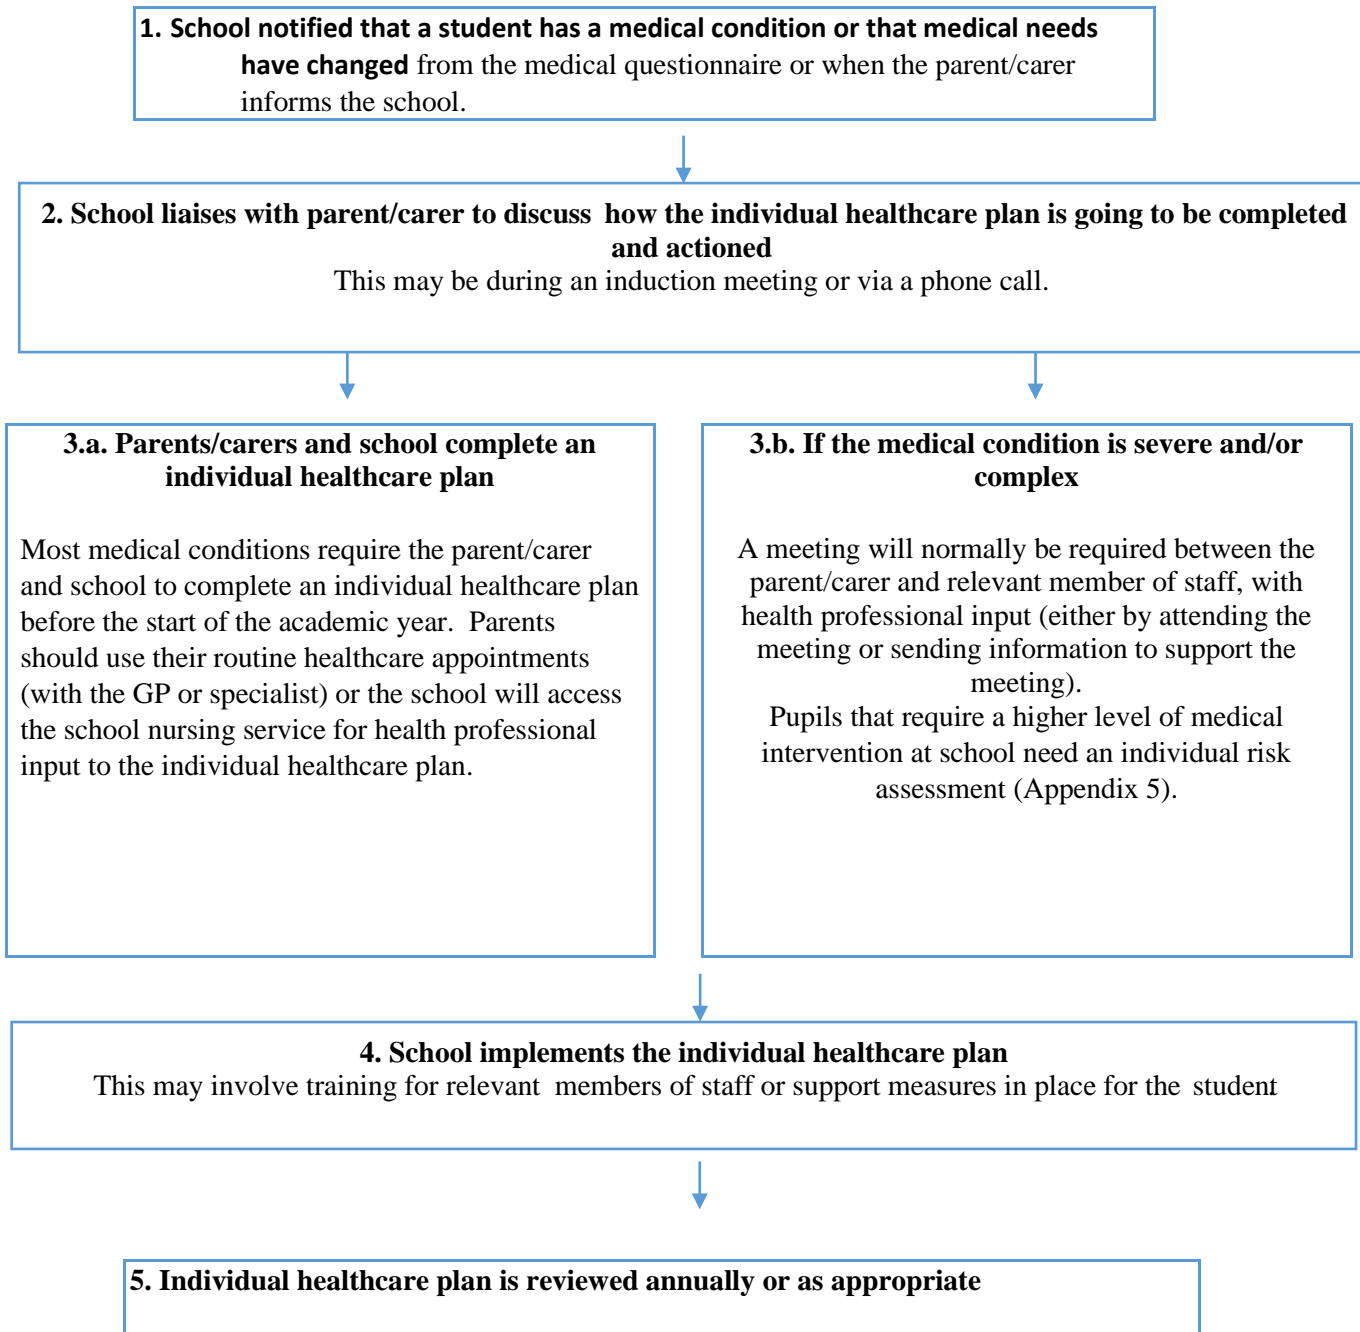 1. School notified that a student has a medical condition or that medical needs
have changed from the medical questionnaire or when the parent/carer
informs the school.
2. School liaises with parent/carer to discuss how the individual healthcare plan is going to be completed
and actioned
This may be during an induction meeting or via a phone call.
3.a. Parents/carers and school complete an
individual healthcare plan
Most medical conditions require the parent/carer
and school to complete an individual healthcare plan
before the start of the academic year. Parents
should use their routine healthcare appointments
(with the GP or specialist) or the school will access
the school nursing service for health professional
input to the individual healthcare plan.
3.b. If the medical condition is severe and/or
complex
A meeting will normally be required between the
parent/carer and relevant member of staff, with
health professional input (either by attending the
meeting or sending information to support the
meeting).
Pupils that require a higher level of medical
intervention at school need an individual risk
assessment (Appendix 5).
4. School implements the individual healthcare plan
This may involve training for relevant members of staff or support measures in place for the student.
5. Individual healthcare plan is reviewed annually or as appropriate